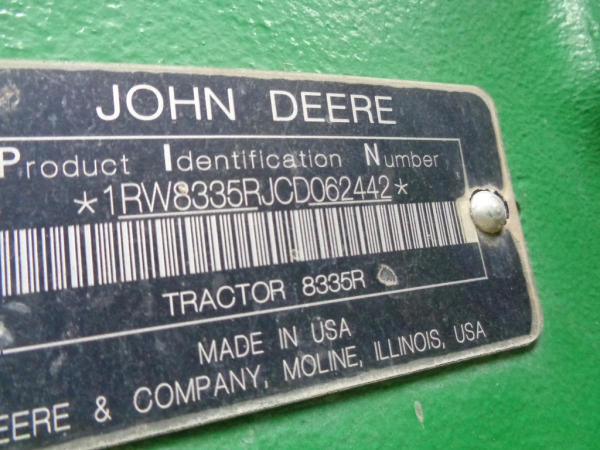 JOHN DEERE
Product Identification Number
*1RW8335RJCD062442*
TRACTOR 8335R
MADE IN USA
EERE & COMPANY, MOLINE, ILLINOIS, USA